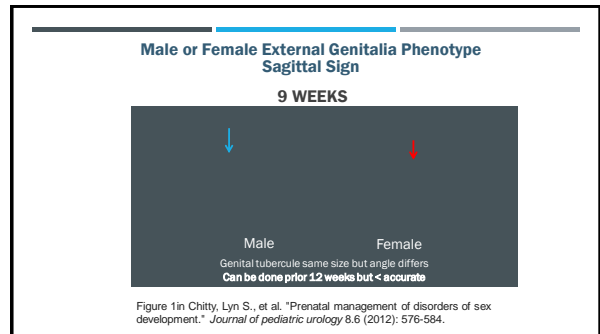 Male or Female External Genitalia Phenotype
Sagittal Sign
9 WEEKS
Male Female
Genital tubercule same size but angle differs
Can be done prior 12 weeks but < accurate
Figure 1in Chitty, Lyn S., et al. "Prenatal management of disorders of sex
development." Journal of pediatric urology 8.6 (2012): 576-584.